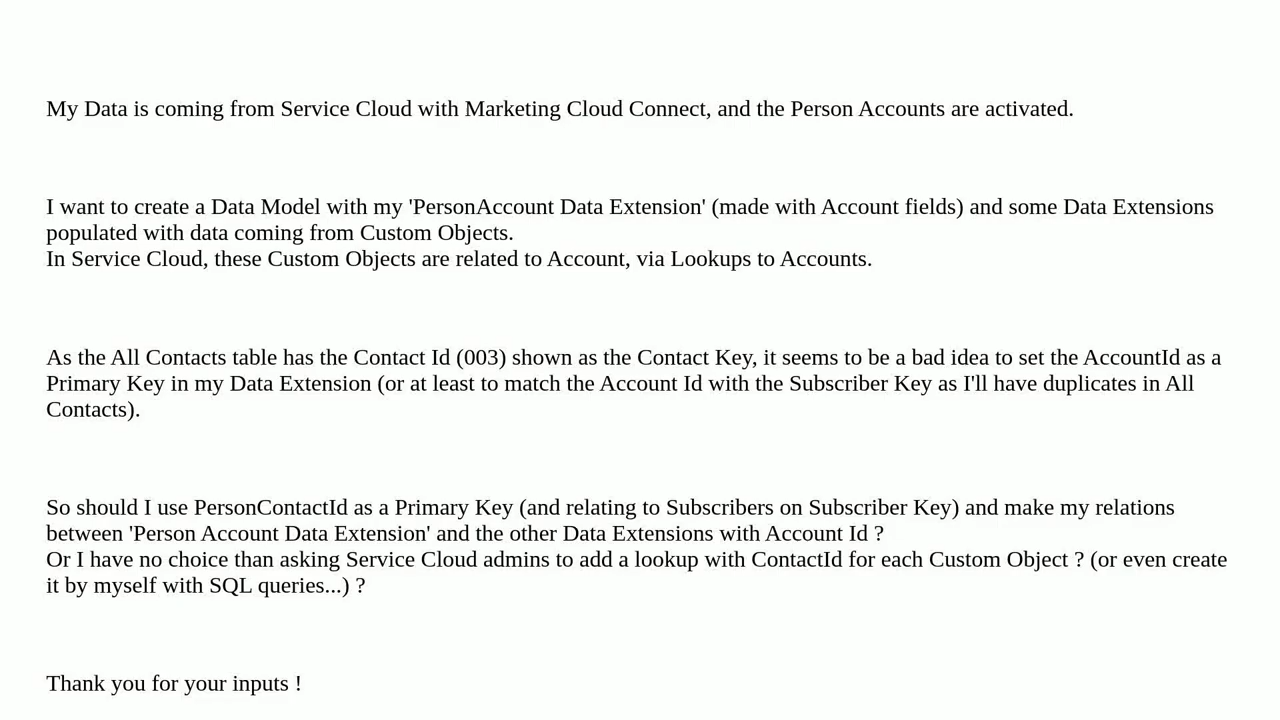 My Data is coming from Service Cloud with Marketing Cloud Connect, and the Person Accounts are activated.
I want to create a Data Model with my 'PersonAccount Data Extension' (made with Account fields) and some Data Extensions
populated with data coming from Custom Objects.
In Service Cloud, these Custom Objects are related to Account, via Lookups to Accounts.
As the All Contacts table has the Contact Id (003) shown as the Contact Key, it seems to be a bad idea to set the AccountId as a
Primary Key in my Data Extension (or at least to match the Account Id with the Subscriber Key as I'll have duplicates in All
Contacts).
So should I use PersonContactId as a Primary Key (and relating to Subscribers on Subscriber Key) and make my relations
between 'Person Account Data Extension' and the other Data Extensions with Account Id ?
Or I have no choice than asking Service Cloud admins to add a lookup with ContactId for each Custom Object ? (or even create
it by myself with SQL queries...) ?
Thank you for your inputs !